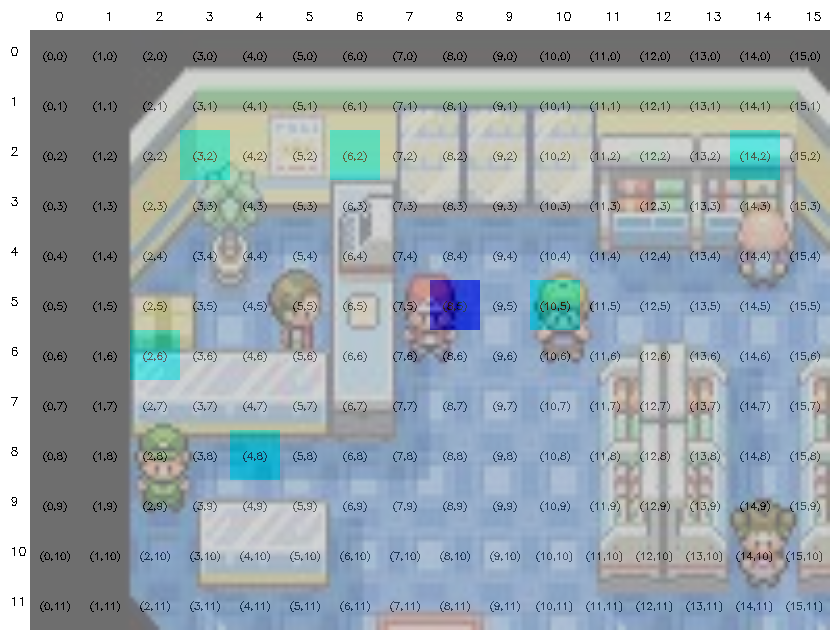 0 1 2 3 4 5 6 7 8 9 10 11 12 13 14 15
0 (0,0) (1,0) (2,0) (3,0) (4,0) (5,0) (6,0) (7,0) (8,0) (9,0) (10,0) (11,0) (12,0) (13,0) (14,0) (15,0)
1 (0,1) (1,1) (2,1) (3,1) (4,1) (5,1) (6,1) (7,1) (8,1) (9,1) (10,1) (11,1) (12,1) (13,1) (14,1) (15,1)
2 (0,2) (1,2) (2,2) (3,2) (4,2) (5,2) (6,2) (7,2) (8,2) (9,2) (10,2) (11,2) (12,2) (13,2) (14,2) (15,2)
3 (0,3) (1,3) (2,3) (3,3) (4,3) (5,3) (6,3) (7,3) (8,3) (9,3) (10,3) (11,3) (12,3) (13,3) (14,3) (15,3)
4 (0,4) (1,4) (2,4) (3,4) (4,4) (5,4) (6,4) (7,4) (8,4) (9,4) (10,4) (11,4) (12,4) (13,4) (14,4) (15,4)
5 (0,5) (1,5) (2,5) (3,5) (4,5) (5,5) (6,5) (7,5) (9,5) (10,5) (11,5) (12,5) (13,5) (14,5) (15,5)
6 (0,6) (1,6) (2,6) (3,6) (4,6) (5,6) (6,6) (7,6) (8,6) (9,6) (10,6) (11,6) (12,6) (13,6) (14,6) (15,6)
7 (0,7) (1,7) (2,7) (3,7) (4,7) (5,7) (6,7) (7,7) (8,7) (9,7) (10,7) (11,7) (12,7) (13,7) (14,7) (15,7)
8 (0,8) (1,8) (2,8) (3,8) (4,8) (5,8) (6,8) (7,8) (8,8) (9,8) (10,8) (11,8) (12,8) (13,8) (14,8) (15,8)
9 (0,9) (1,9) (2,9) (3,9) (4,9) (5,9) (6,9) (7,9) (8,9) (9,9) (10,9) (11,9) (12,9) (13,9) (14,9) (15,9)
10 (0,10) (1,10) (2,10) (3,10) (4,10) (5,10) (6,10) (7,10) (8,10) (9,10) (10,10) (11,10) (12,10) (13,10) (14,10) (15,10)
11 (0,11) (1,11) (2,11) (3,11) (4,11) (5,11) (6,11) (7,11) (8,11) (9,11) (10,11) (11,11) (12,11) (13,11) (14,11) (15,11)